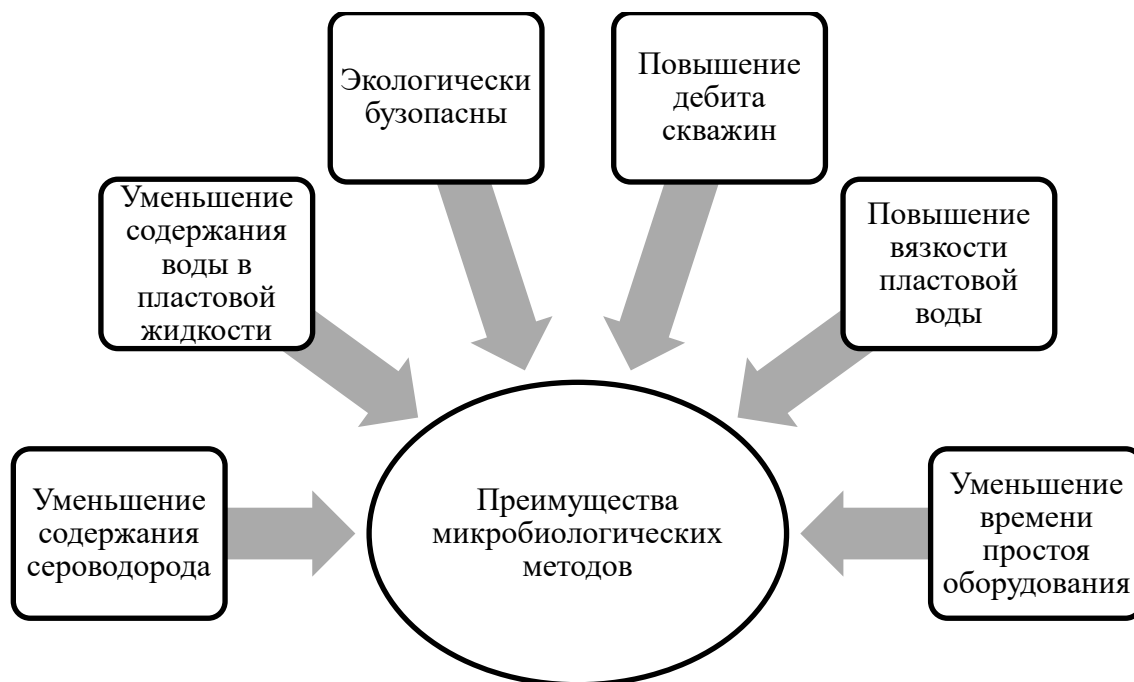 Экологически
бузопасны
Повышение
дебита
скважин
Уменьшение
содержания
воды в
пластовой
жидкости
Повышение
вязкости
пластовой
воды
Уменьшение
содержания
сероводорода
Преимущества
микробиологических
методов
Уменьшение
времени
простоя
оборудования